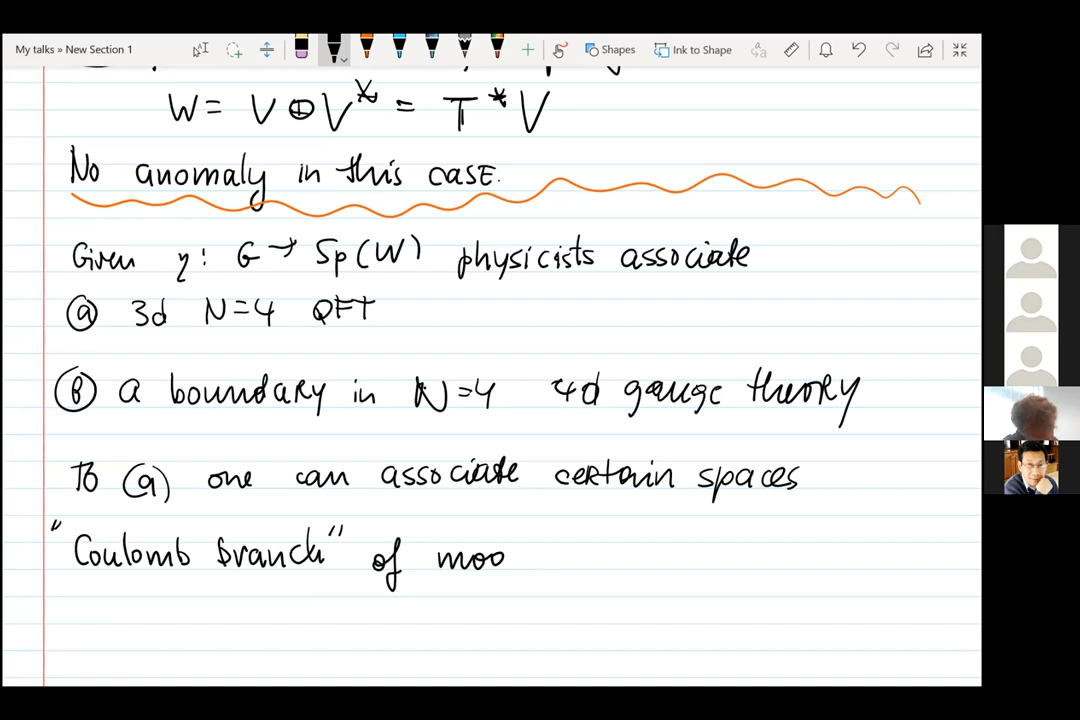 My talks » New Section 1
Shapes
Ink to Shape
W = V ⊕ V* = T*V
No anomaly in this case.
Given η: G → Sp(W) physicists associate
ⓐ 3d N=4 QFT
ⓑ a boundary in N=4 4d gauge theory
To (a) one can associate certain spaces
"Coulomb branch" of moo